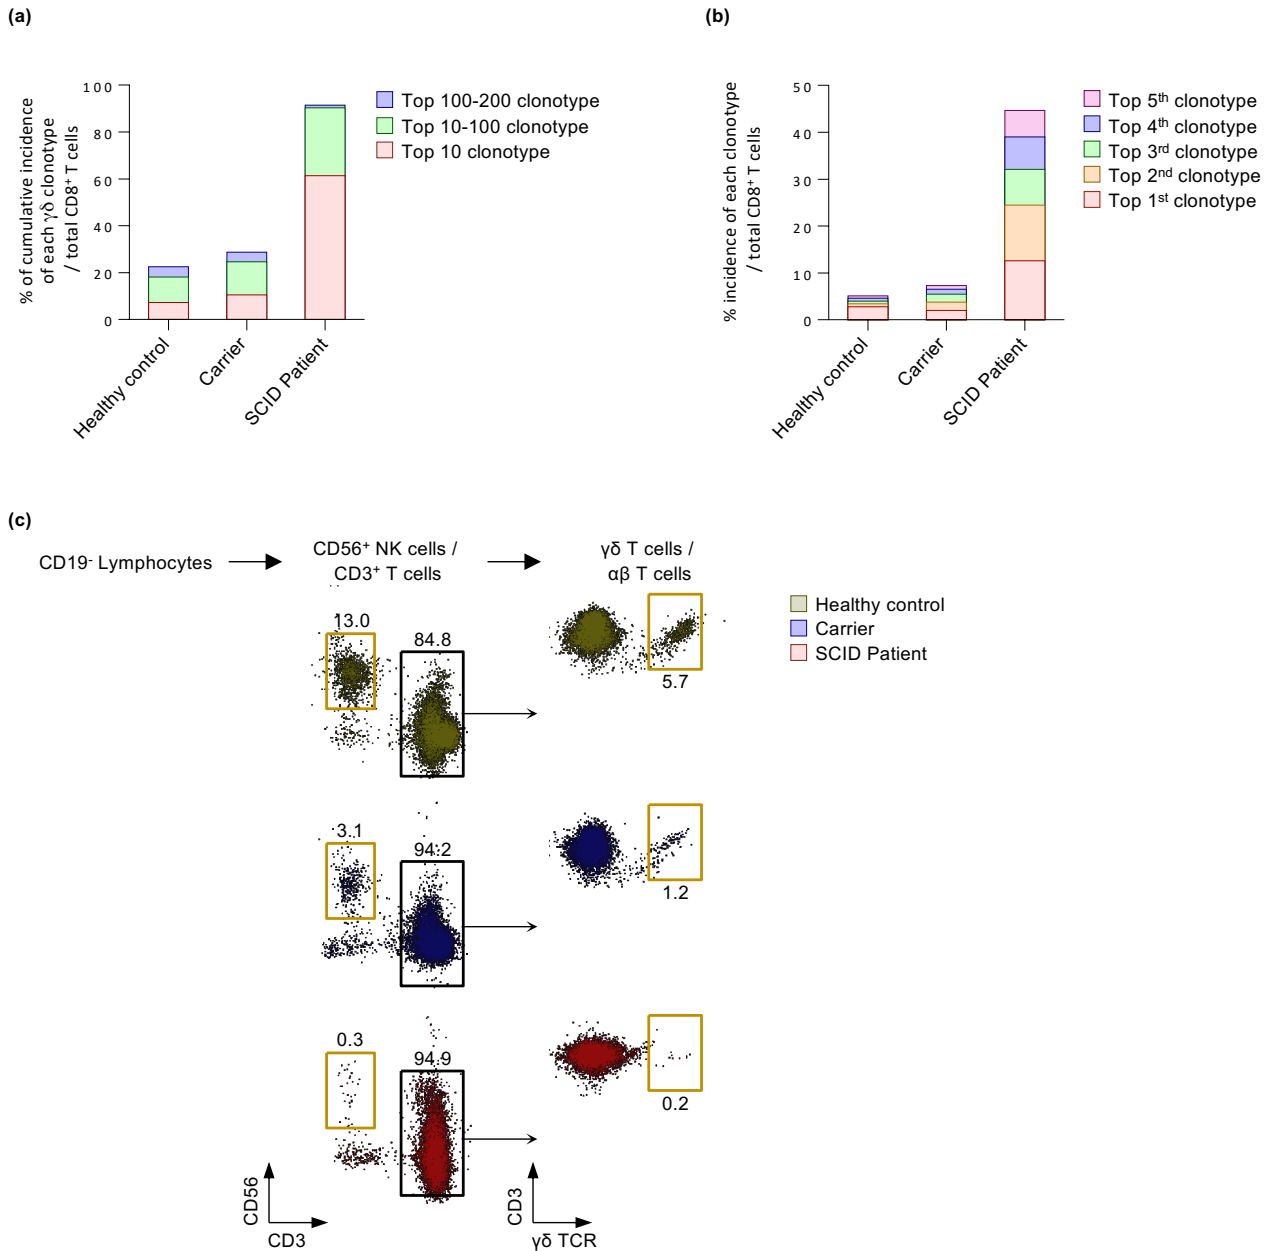 (a)
% of cumulative incidence
of each γδ clonotype
/ total CD8⁺ T cells
100
80
60
40
20
0
Healthy control
Carrier
SCID Patient
Top 100-200 clonotype
Top 10-100 clonotype
Top 10 clonotype
(b)
% incidence of each clonotype
/ total CD8⁺ T cells
50
40
30
20
10
0
Healthy control
Carrier
SCID Patient
Top 5th clonotype
Top 4th clonotype
Top 3rd clonotype
Top 2nd clonotype
Top 1st clonotype
(c)
CD19⁻ Lymphocytes
CD56⁺ NK cells /
CD3⁺ T cells
γδ T cells /
αβ T cells
Healthy control
Carrier
SCID Patient
13.0
84.8
5.7
3.1
94.2
1.2
0.3
94.9
0.2
CD56
CD3
CD3
γδ TCR